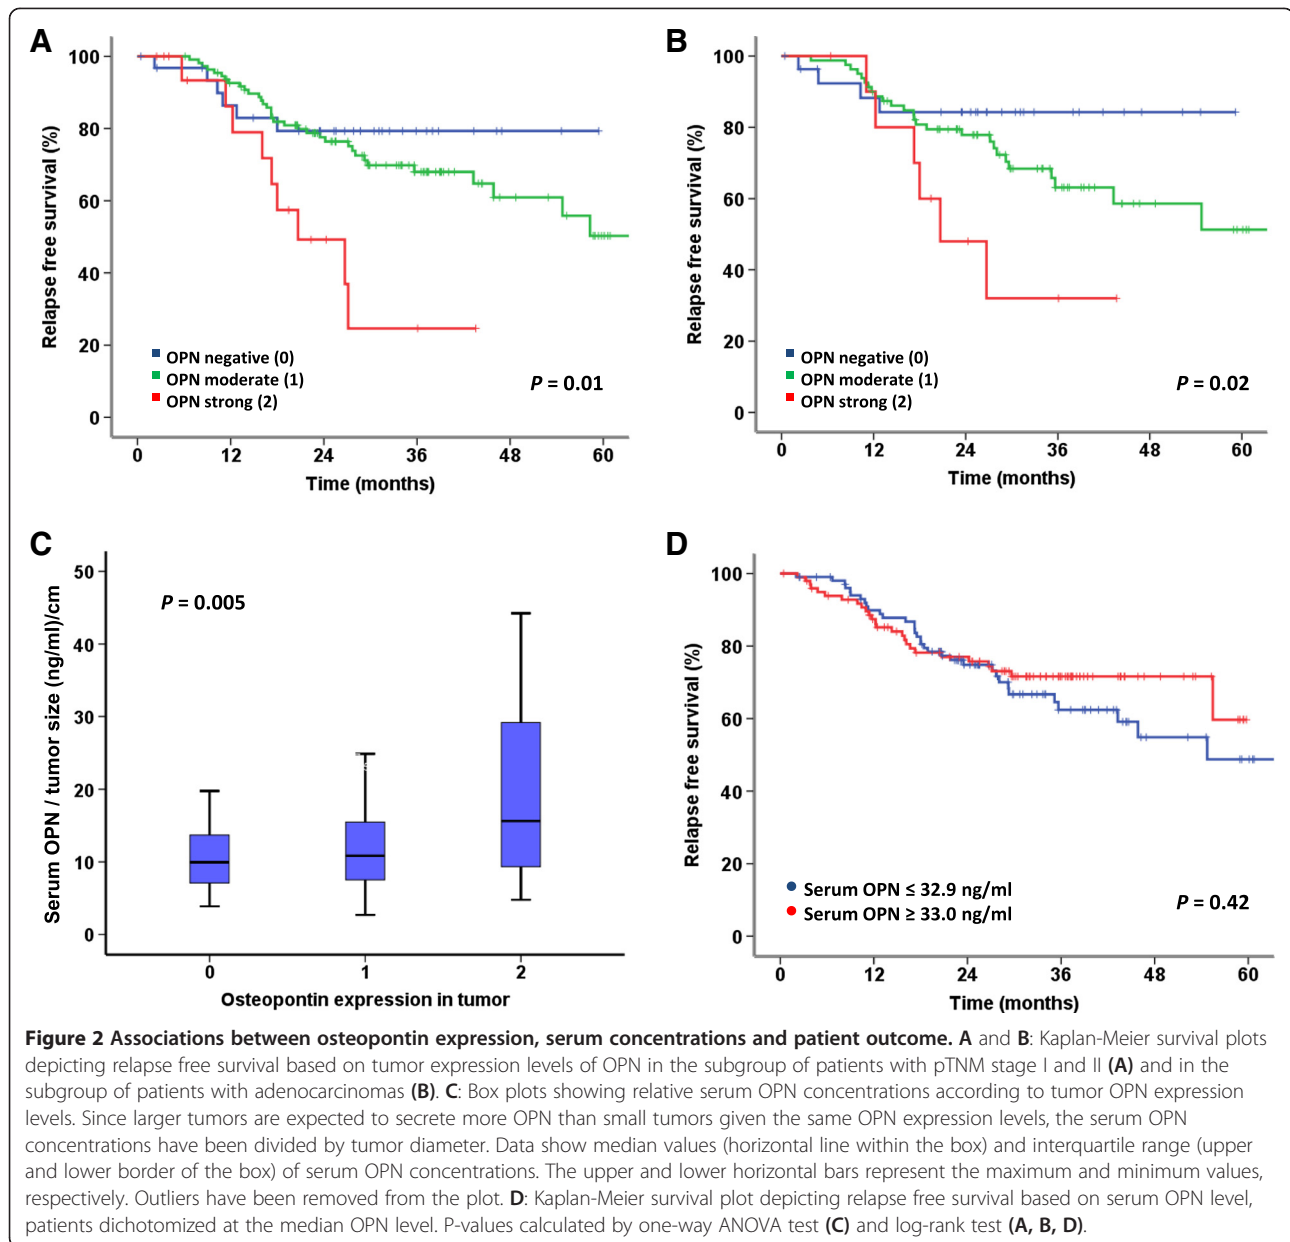 A
100
80
60
40
20
0
Relapse free survival (%)
OPN negative (0)
OPN moderate (1)
OPN strong (2)
P = 0.01
0 12 24 36 48 60
Time (months)
B
100
80
60
40
20
0
Relapse free survival (%)
OPN negative (0)
OPN moderate (1)
OPN strong (2)
P = 0.02
0 12 24 36 48 60
Time (months)
C
50
40
30
20
10
0
Serum OPN / tumor size (ng/ml)/cm
P = 0.005
0 1 2
Osteopontin expression in tumor
D
100
80
60
40
20
0
Relapse free survival (%)
Serum OPN ≤ 32.9 ng/ml
Serum OPN ≥ 33.0 ng/ml
P = 0.42
0 12 24 36 48 60
Time (months)
Figure 2 Associations between osteopontin expression, serum concentrations and patient outcome. A and B: Kaplan-Meier survival plots
depicting relapse free survival based on tumor expression levels of OPN in the subgroup of patients with pTNM stage I and II (A) and in the
subgroup of patients with adenocarcinomas (B). C: Box plots showing relative serum OPN concentrations according to tumor OPN expression
levels. Since larger tumors are expected to secrete more OPN than small tumors given the same OPN expression levels, the serum OPN
concentrations have been divided by tumor diameter. Data show median values (horizontal line within the box) and interquartile range (upper
and lower border of the box) of serum OPN concentrations. The upper and lower horizontal bars represent the maximum and minimum values,
respectively. Outliers have been removed from the plot. D: Kaplan-Meier survival plot depicting relapse free survival based on serum OPN level,
patients dichotomized at the median OPN level. P-values calculated by one-way ANOVA test (C) and log-rank test (A, B, D).